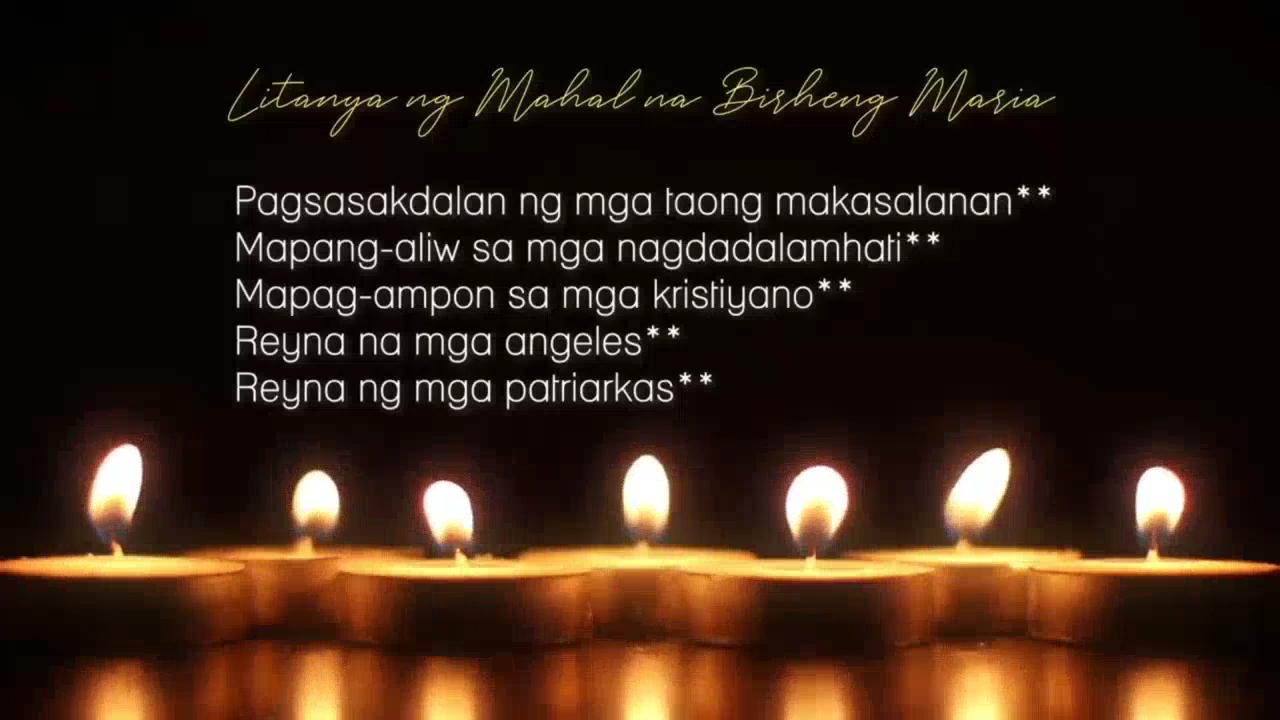 Litanya ng Mahal na Birheng Maria
Pagsasakdalan ng mga taong makasalanan**
Mapang-aliw sa mga nagdadalamhati**
Mapag-ampon sa mga kristiyano**
Reyna na mga angeles**
Reyna ng mga patriarkas**